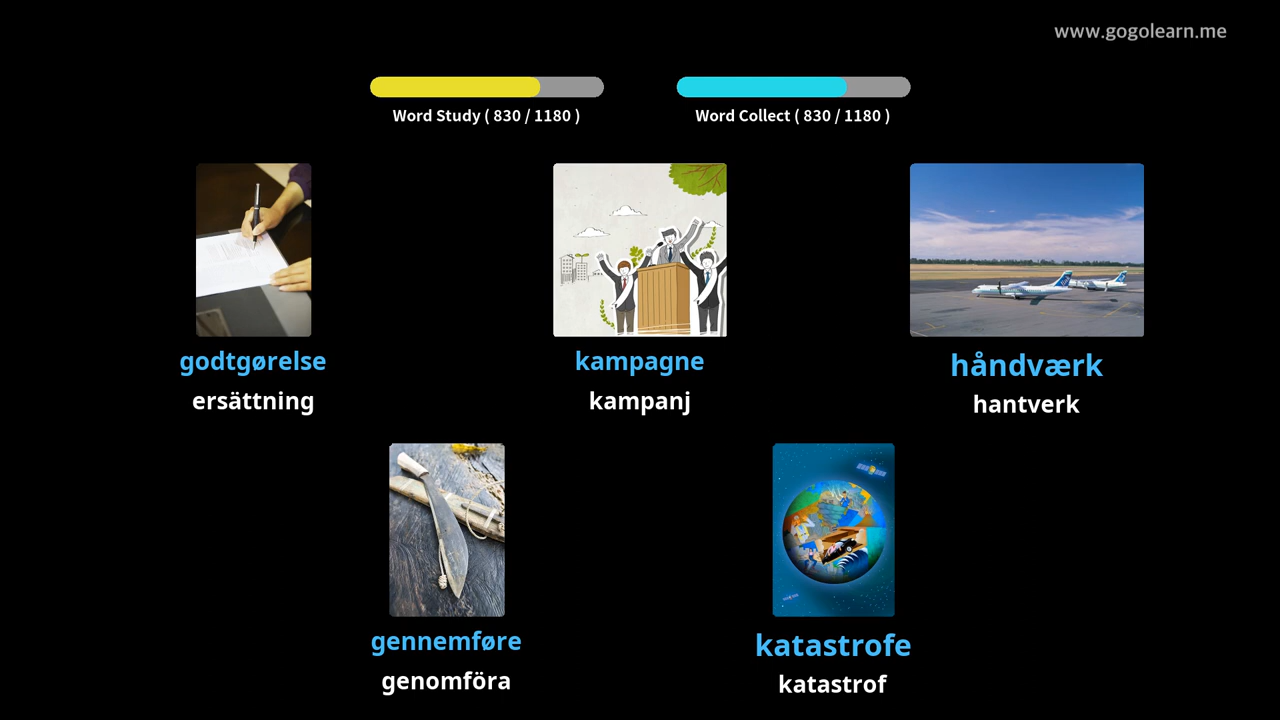 www.gogolearn.me
Word Study ( 830 / 1180 )
Word Collect ( 830 / 1180 )
godtgørelse
ersättning
kampagne
kampanj
håndværk
hantverk
gennemføre
genomföra
katastrofe
katastrof